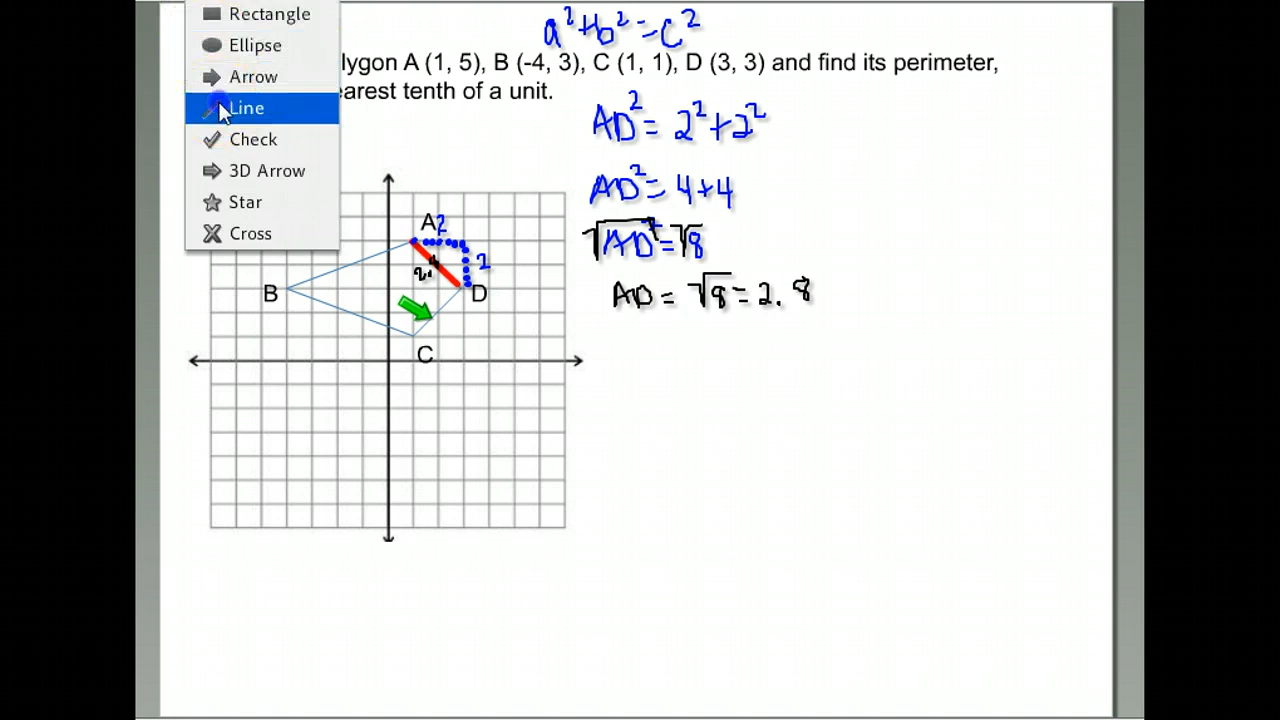 Rectangle
Ellipse
Arrow
Line
Check
3D Arrow
Star
Cross
a²+b²=c²
lygon A (1, 5), B (-4, 3), C (1, 1), D (3, 3) and find its perimeter,
earest tenth of a unit.
AD²=2²+2²
AD²=4+4
√AD²=√8
AD=√8=2.8
A 2
2
B
D
C